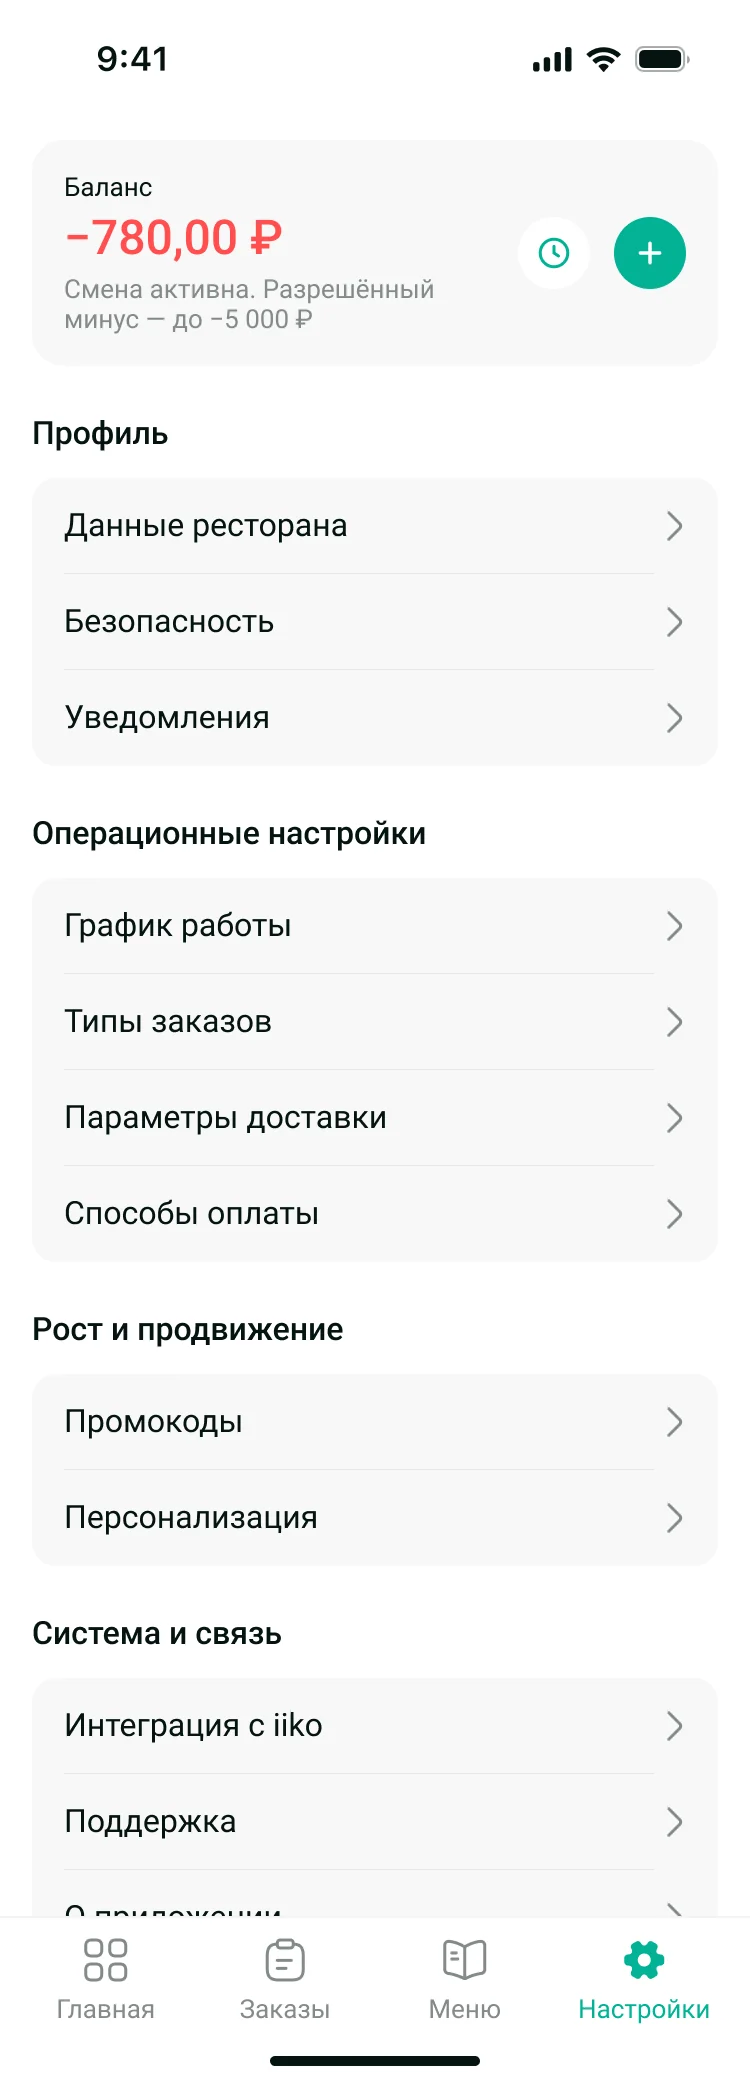 9:41
Баланс
−780,00 ₽
Смена активна. Разрешённый
минус — до −5 000 ₽
Профиль
Данные ресторана
Безопасность
Уведомления
Операционные настройки
График работы
Типы заказов
Параметры доставки
Способы оплаты
Рост и продвижение
Промокоды
Персонализация
Система и связь
Интеграция с iiko
Поддержка
О приложении
Главная
Заказы
Меню
Настройки